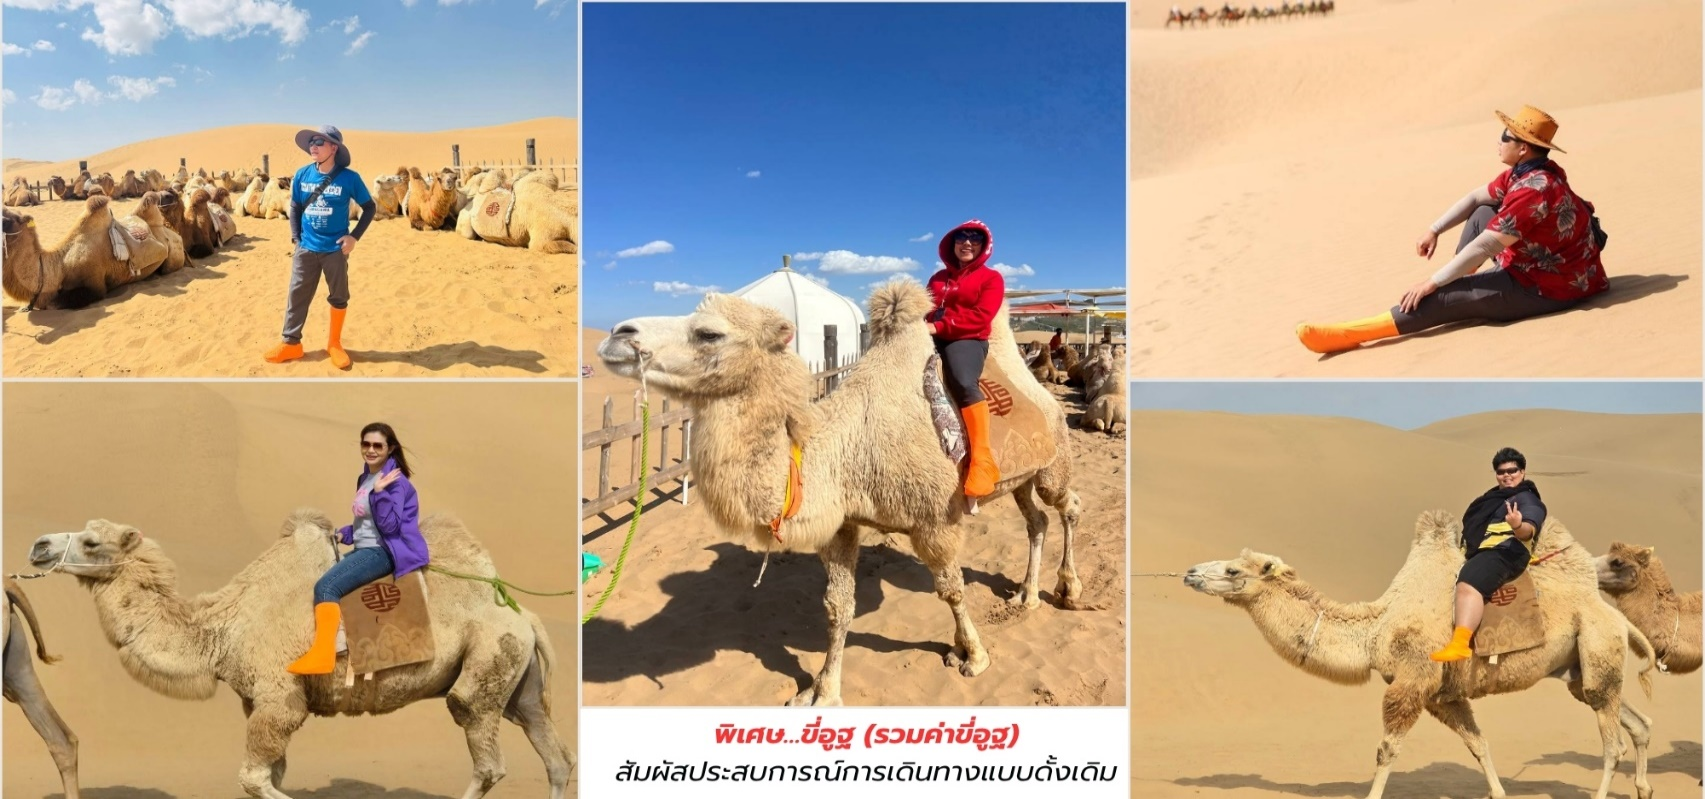 พิเศษ...ขี่อูฐ (รวมค่าขี่อูฐ)
สัมผัสประสบการณ์การเดินทางแบบดั้งเดิม